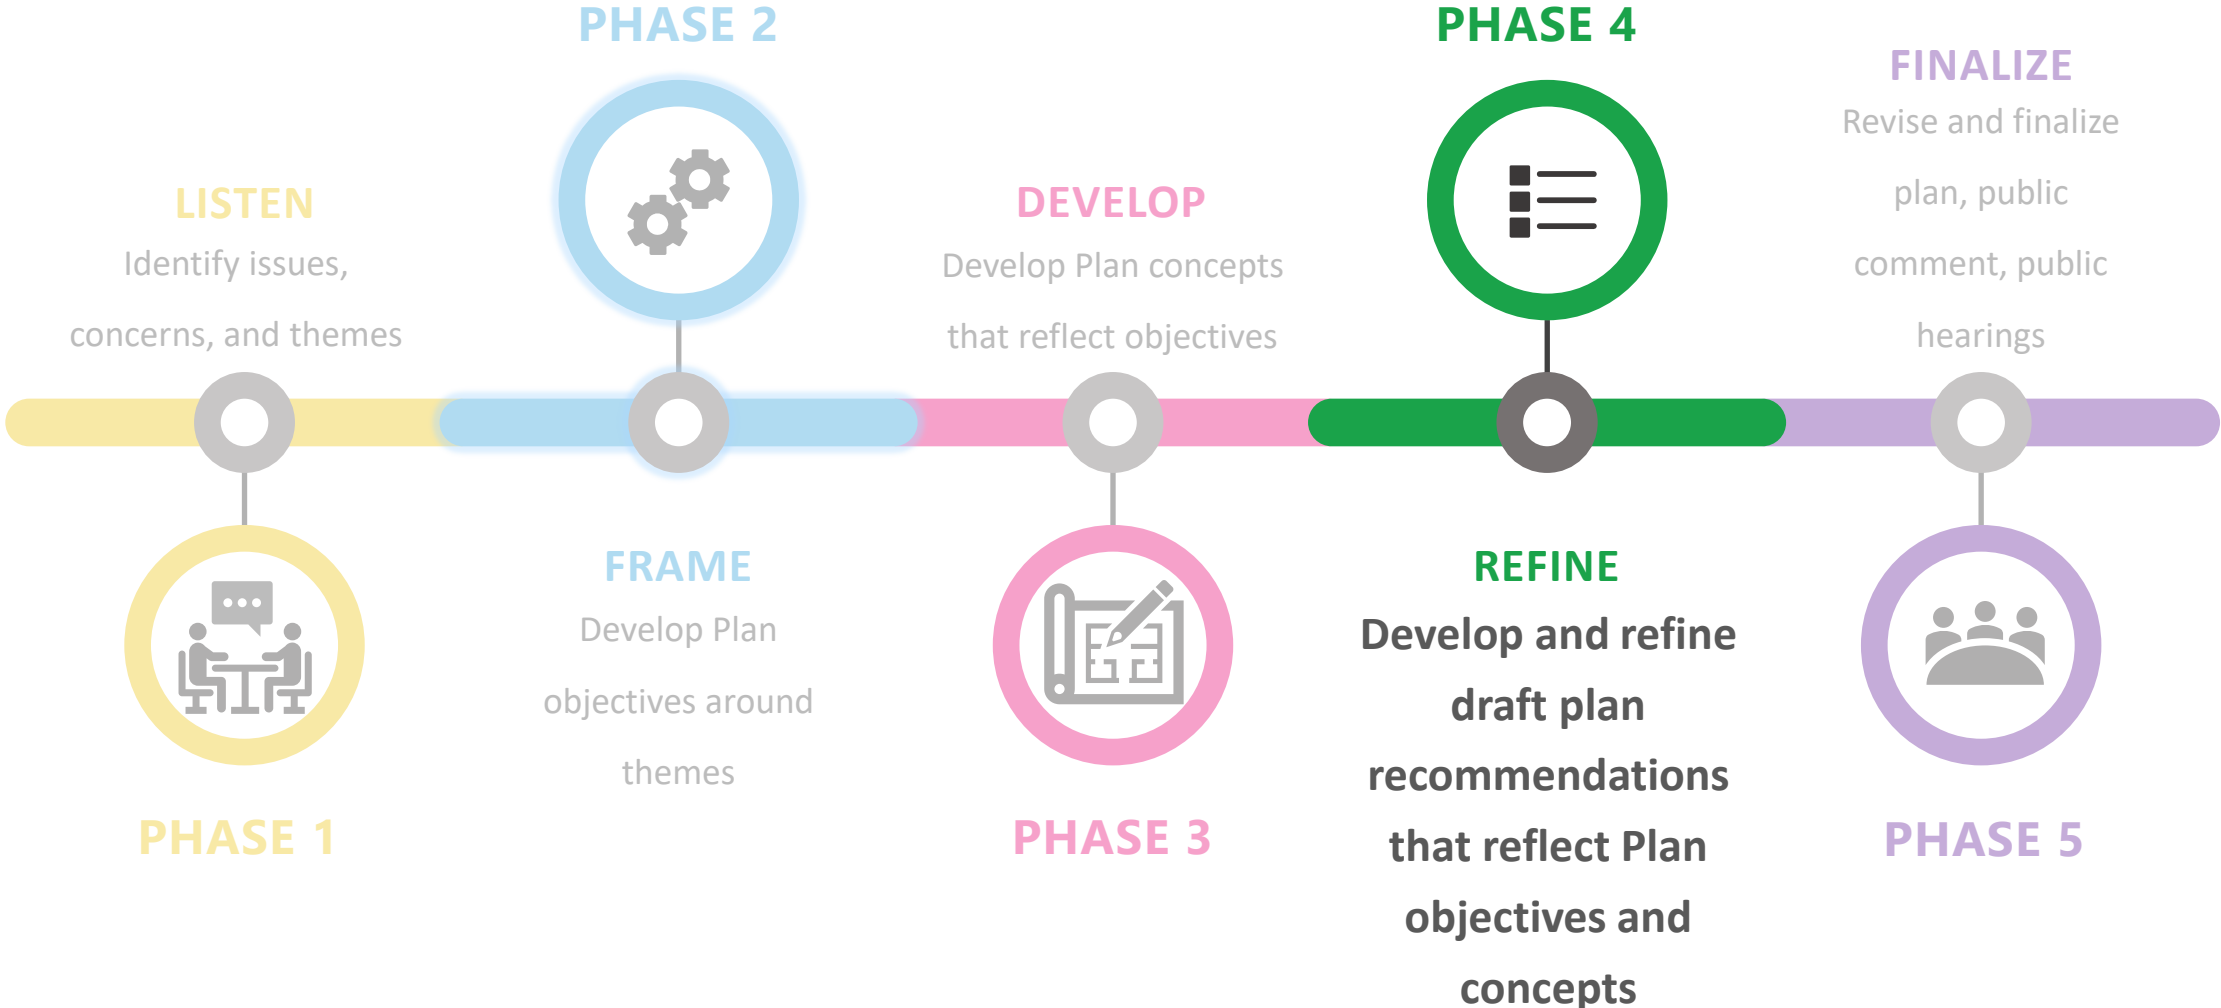 PHASE 1
LISTEN
Identify issues,
concerns, and themes
PHASE 2
FRAME
Develop Plan
objectives around
themes
PHASE 3
DEVELOP
Develop Plan concepts
that reflect objectives
PHASE 4
REFINE
Develop and refine
draft plan
recommendations
that reflect Plan
objectives and
concepts
PHASE 5
FINALIZE
Revise and finalize
plan, public
comment, public
hearings